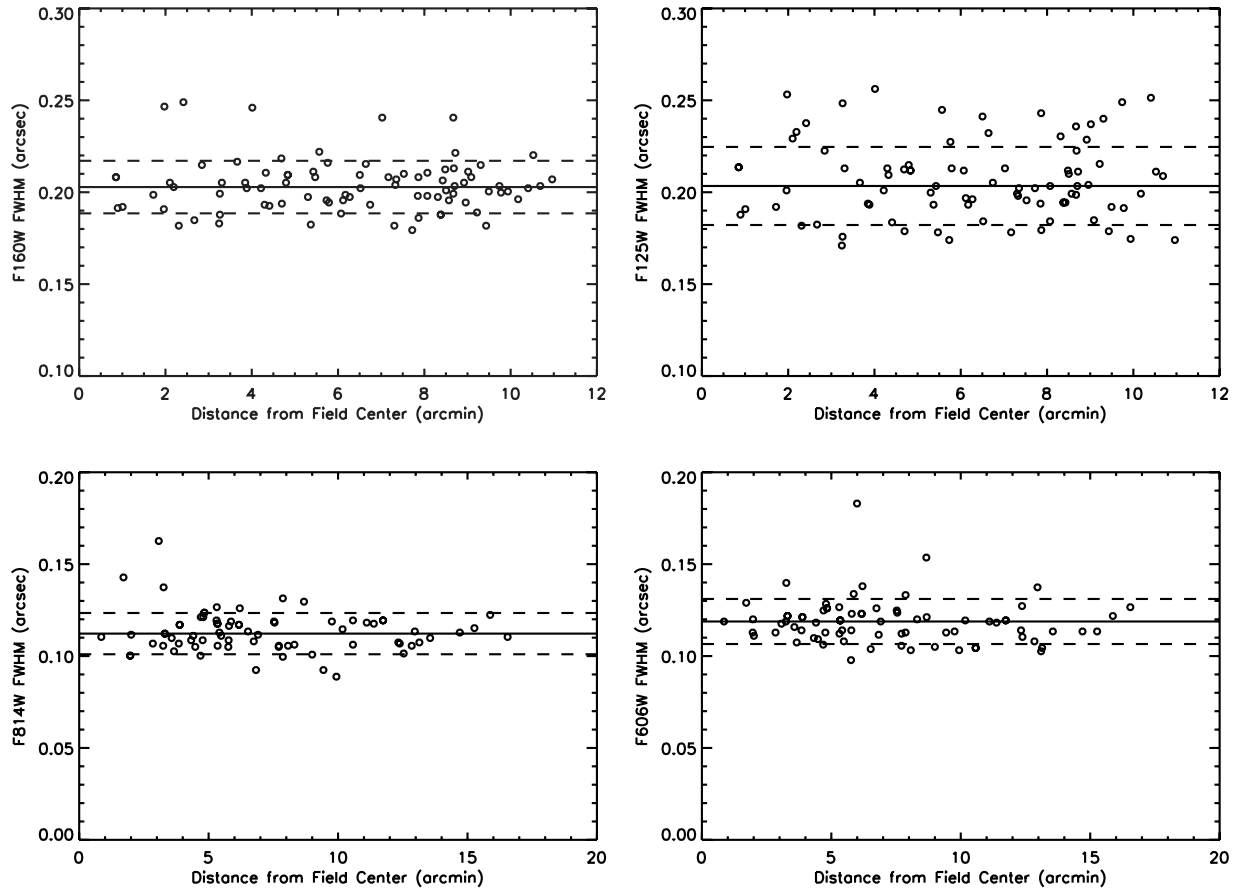 0.30
0.25
0.20
0.15
0.10
F160W FWHM (arcsec)
0 2 4 6 8 10 12
Distance from Field Center (arcmin)
0.30
0.25
0.20
0.15
0.10
F125W FWHM (arcsec)
0 2 4 6 8 10 12
Distance from Field Center (arcmin)
0.20
0.15
0.10
0.05
0.00
F814W FWHM (arcsec)
0 5 10 15 20
Distance from Field Center (arcmin)
0.20
0.15
0.10
0.05
0.00
F606W FWHM (arcsec)
0 5 10 15 20
Distance from Field Center (arcmin)